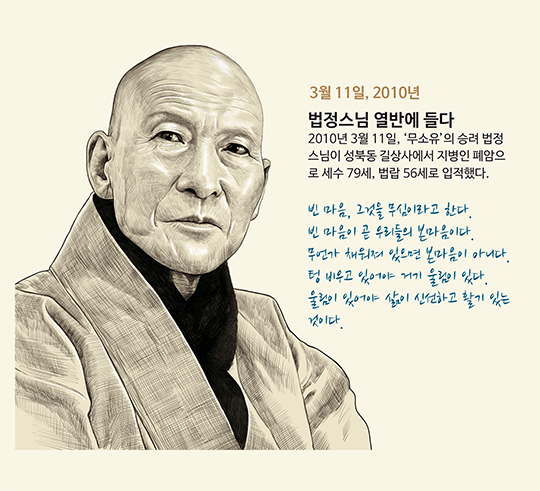 3월 11일, 2010년
법정스님 열반에 들다
2010년 3월 11일, ‘무소유’의 승려 법정
스님이 성북동 길상사에서 지병인 폐암으
로 세수 79세, 법랍 56세로 입적했다.
빈 마음, 그것을 무심이라고 한다.
빈 마음이 곧 우리들의 본마음이다.
무언가 채워져 있으면 본마음이 아니다.
텅 비우고 있어야 거기 울림이 있다.
울림이 있어야 삶이 신선하고 활기 있는
것이다.